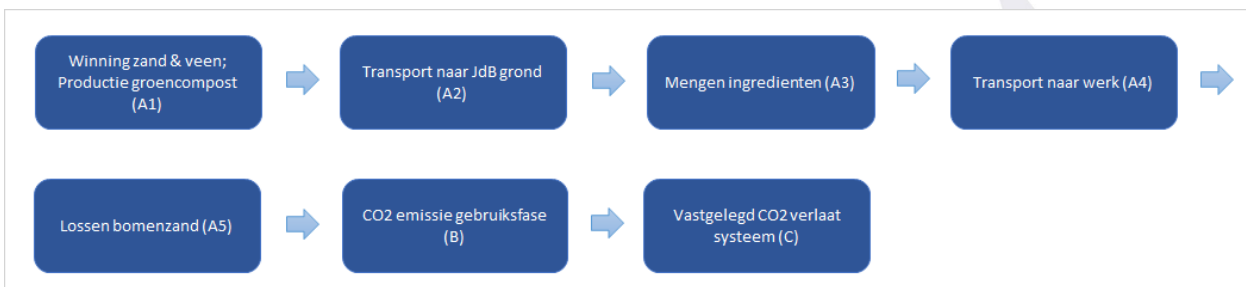 Winning zand & veen;
Productie groencompost
(A1)
Transport naar JdB grond
(A2)
Mengen ingredienten (A3)
Transport naar werk (A4)
Lossen bomenzand (A5)
CO2 emissie gebruiksfase
(B)
Vastgelegd CO2 verlaat
systeem (C)